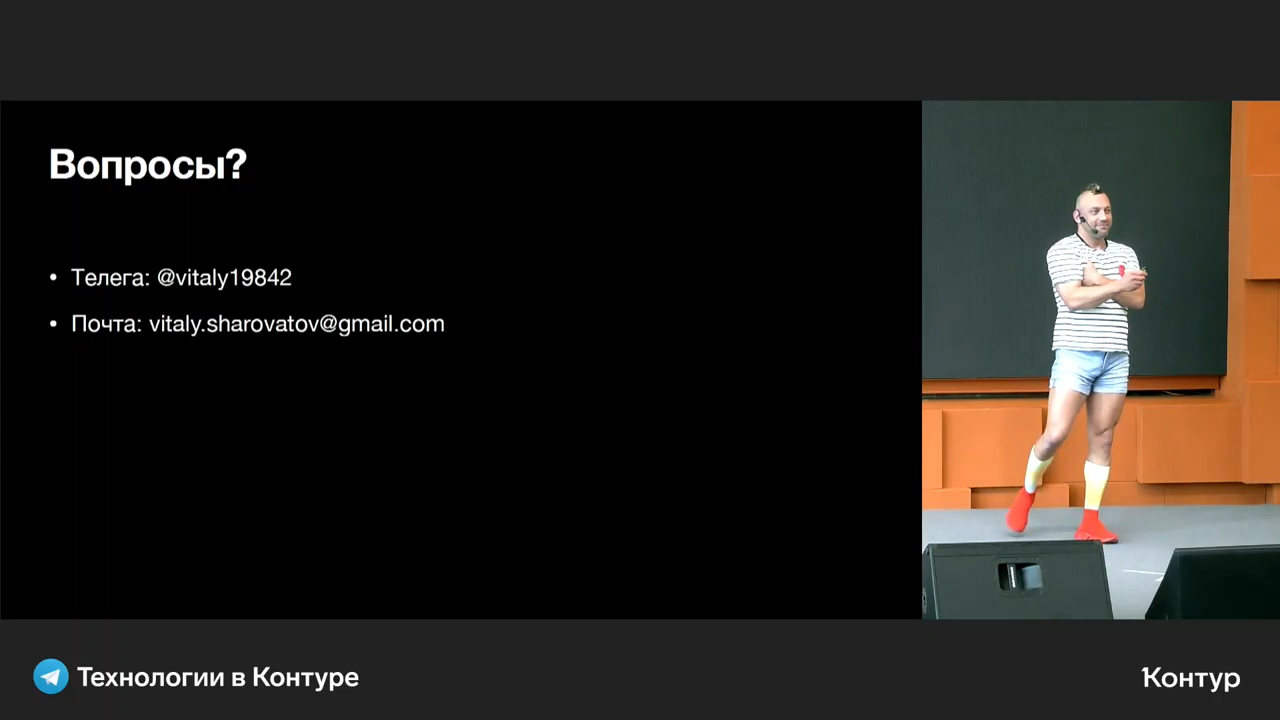 Вопросы?
• Телега: @vitaly19842
• Почта: vitaly.sharovatov@gmail.com
Технологии в Контуре
Контур